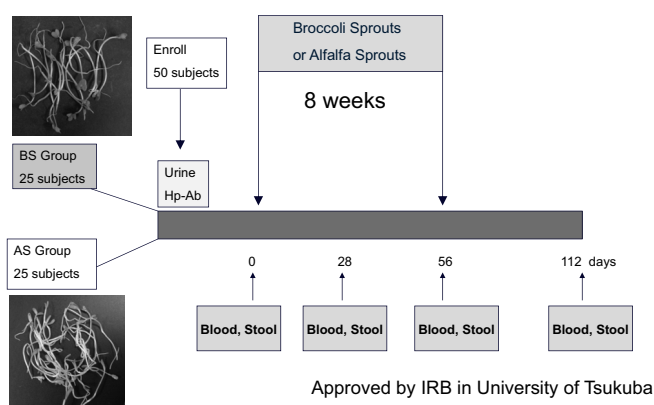 Broccoli Sprouts
or Alfalfa Sprouts
Enroll
50 subjects
8 weeks
BS Group
25 subjects
Urine
Hp-Ab
AS Group
25 subjects
0 28 56 112 days
Blood, Stool Blood, Stool Blood, Stool Blood, Stool
Approved by IRB in University of Tsukuba